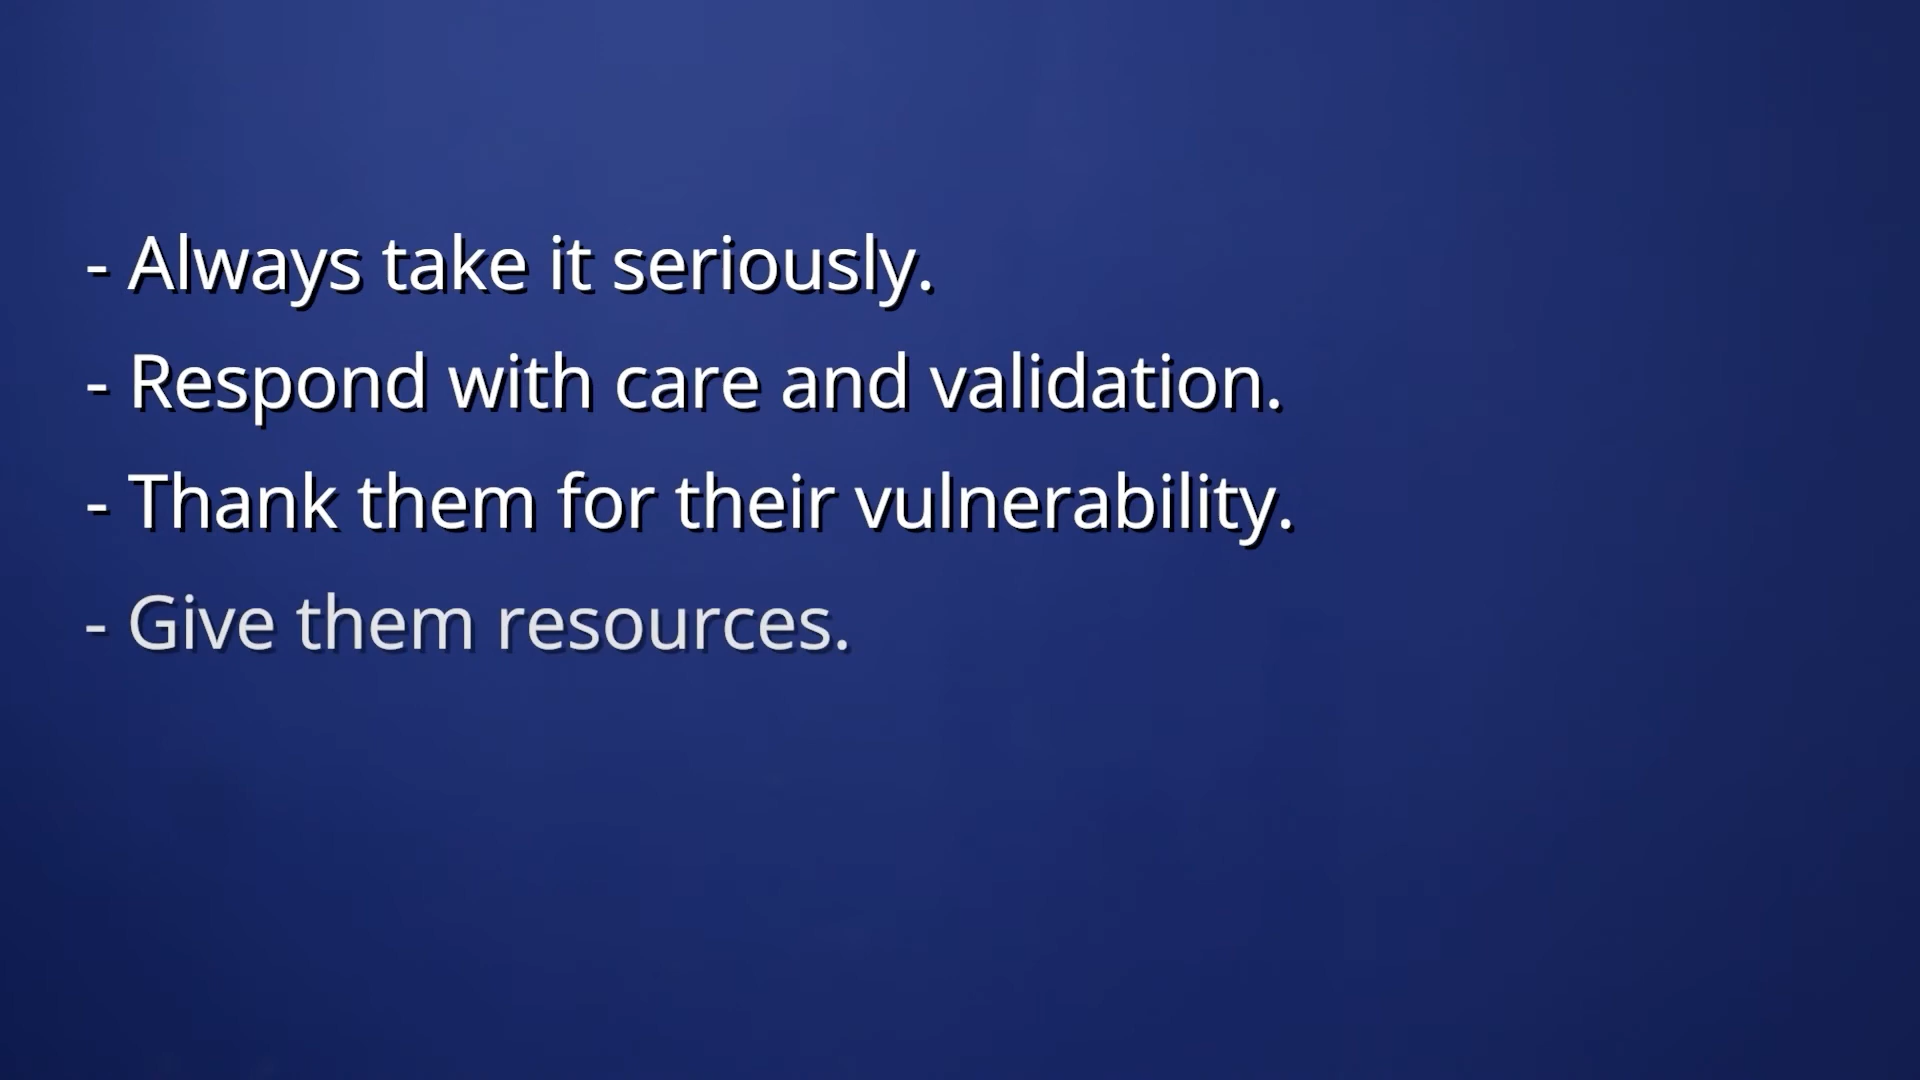 - Always take it seriously.
- Respond with care and validation.
- Thank them for their vulnerability.
- Give them resources.